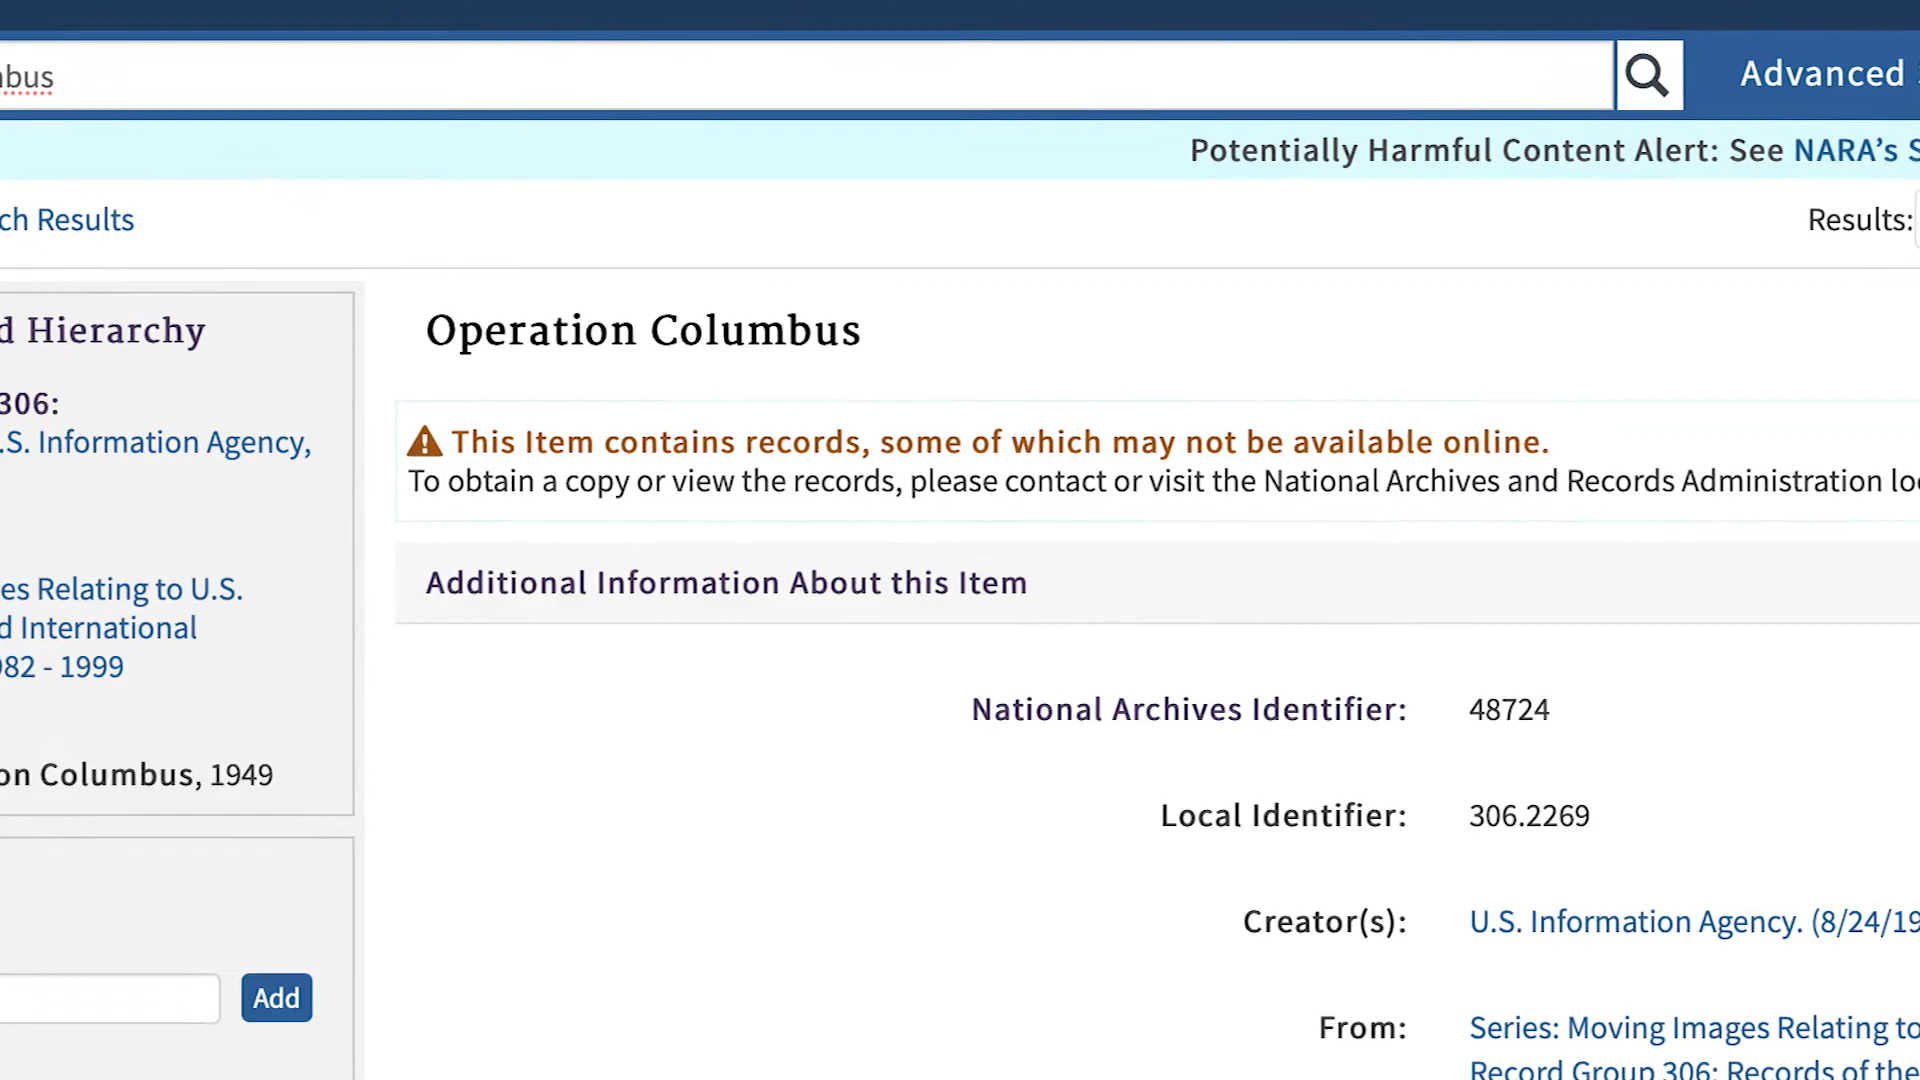 bus
Advanced
Potentially Harmful Content Alert: See NARA's
ch Results
Results:
d Hierarchy
306:
.S. Information Agency,
es Relating to U.S.
d International
82 - 1999
on Columbus, 1949
Add
Operation Columbus
This Item contains records, some of which may not be available online.
To obtain a copy or view the records, please contact or visit the National Archives and Records Administration lo
Additional Information About this Item
National Archives Identifier: 48724
Local Identifier: 306.2269
Creator(s): U.S. Information Agency. (8/24/19
From: Series: Moving Images Relating to
Record Group 306: Records of the